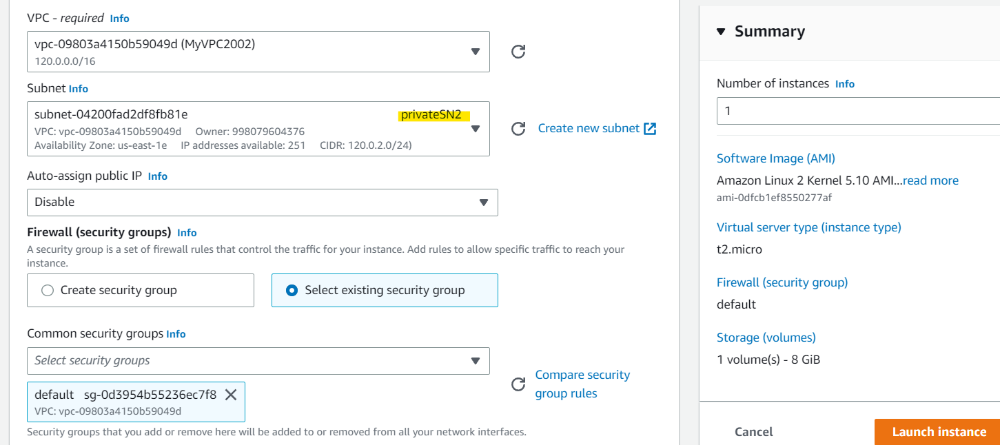 VPC - required Info
vpc-09803a4150b59049d (MyVPC2002)
120.0.0.0/16
Subnet Info
subnet-04200fad2df8fb81e privateSN2
VPC: vpc-09803a4150b59049d Owner: 998079604376
Availability Zone: us-east-1e IP addresses available: 251 CIDR: 120.0.2.0/24)
Create new subnet
Auto-assign public IP Info
Disable
Firewall (security groups) Info
A security group is a set of firewall rules that control the traffic for your instance. Add rules to allow specific traffic to reach your
instance.
Create security group
Select existing security group
Common security groups Info
Select security groups
default sg-0d3954b55236ec7f8
VPC: vpc-09803a4150b59049d
Compare security
group rules
Security groups that you add or remove here will be added to or removed from all your network interfaces.
Summary
Number of instances Info
1
Software Image (AMI)
Amazon Linux 2 Kernel 5.10 AMI...read more
ami-0dfcb1ef8550277af
Virtual server type (instance type)
t2.micro
Firewall (security group)
default
Storage (volumes)
1 volume(s) - 8 GiB
Cancel
Launch instance